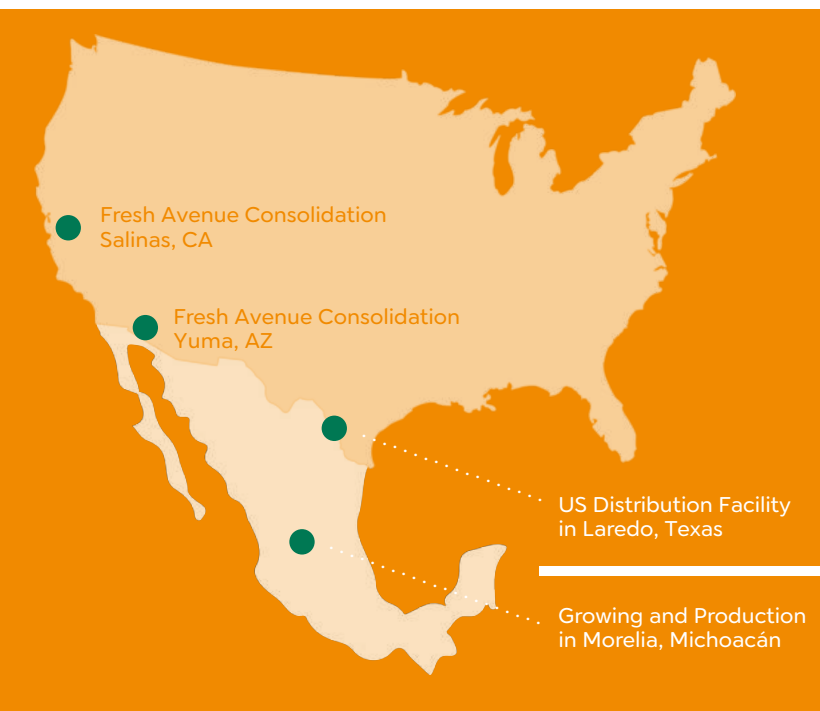 Fresh Avenue Consolidation
Salinas, CA
Fresh Avenue Consolidation
Yuma, AZ
US Distribution Facility
in Laredo, Texas
Growing and Production
in Morelia, Michoacán